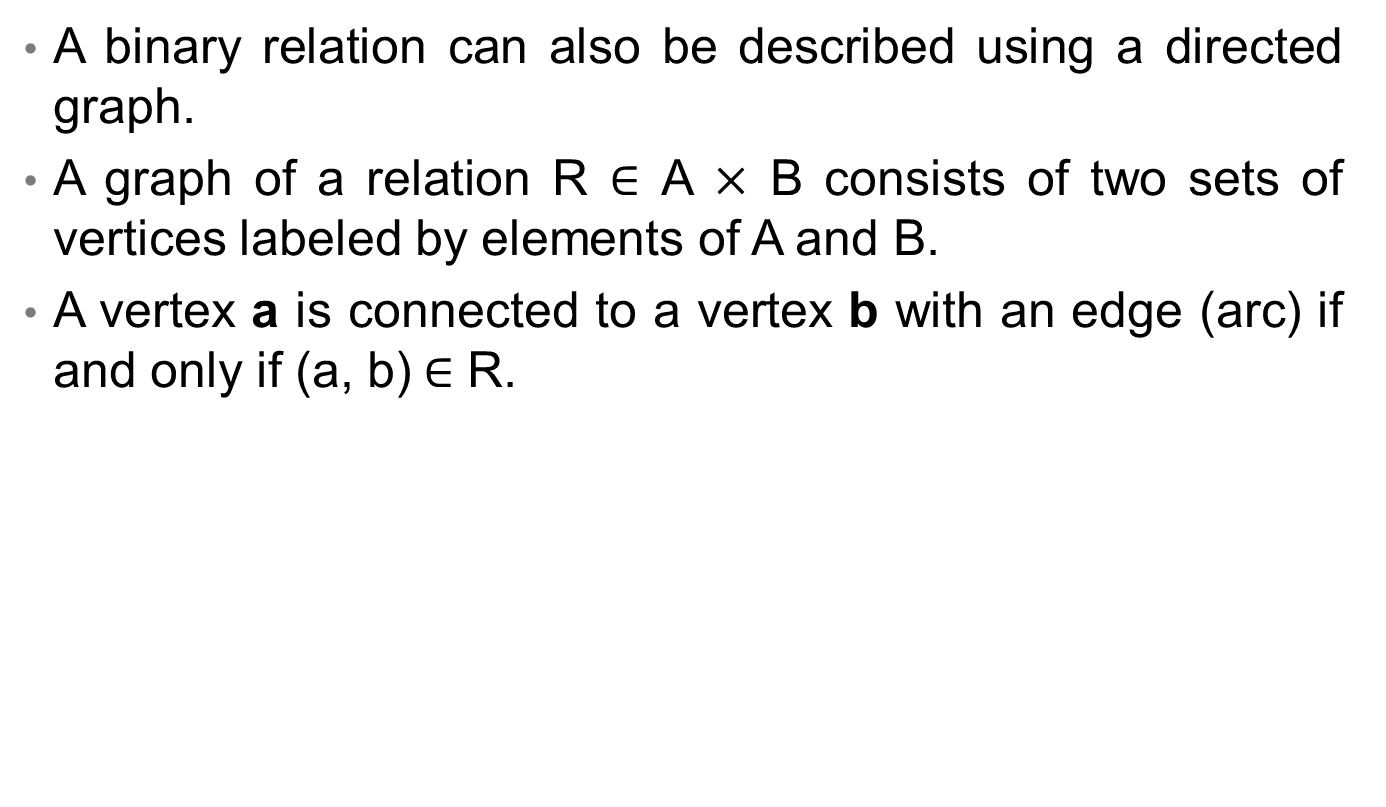 • A binary relation can also be described using a directed
graph.
• A graph of a relation R ∈ A × B consists of two sets of
vertices labeled by elements of A and B.
• A vertex a is connected to a vertex b with an edge (arc) if
and only if (a, b) ∈ R.